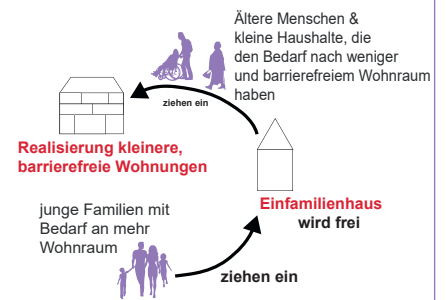 Ältere Menschen &
kleine Haushalte, die
den Bedarf nach weniger
und barrierefreiem Wohnraum
haben
ziehen ein
Realisierung kleinere,
barrierefreie Wohnungen
Einfamilienhaus
wird frei
junge Familien mit
Bedarf an mehr
Wohnraum
ziehen ein